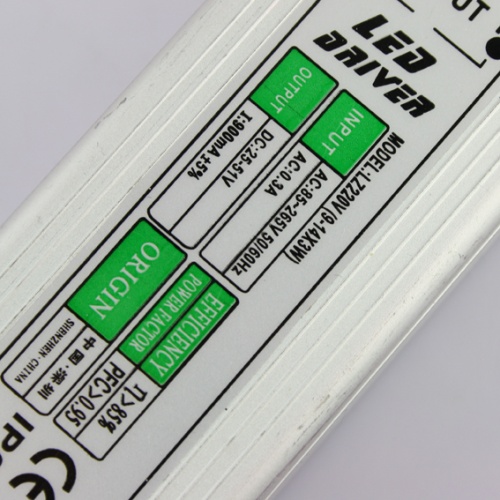 LED
DRIVER
MODEL:LZ220V (9-14X3W)
INPUT
AC:85~265V 50/60Hz
AC:0.3A
OUTPUT
DC:25-51V
I:900mA ±5%
EFFICIENCY
η>85%
POWER FACTOR
PFC>0.95
ORIGIN
中国·深圳
SHENZHEN·CHINA
CE